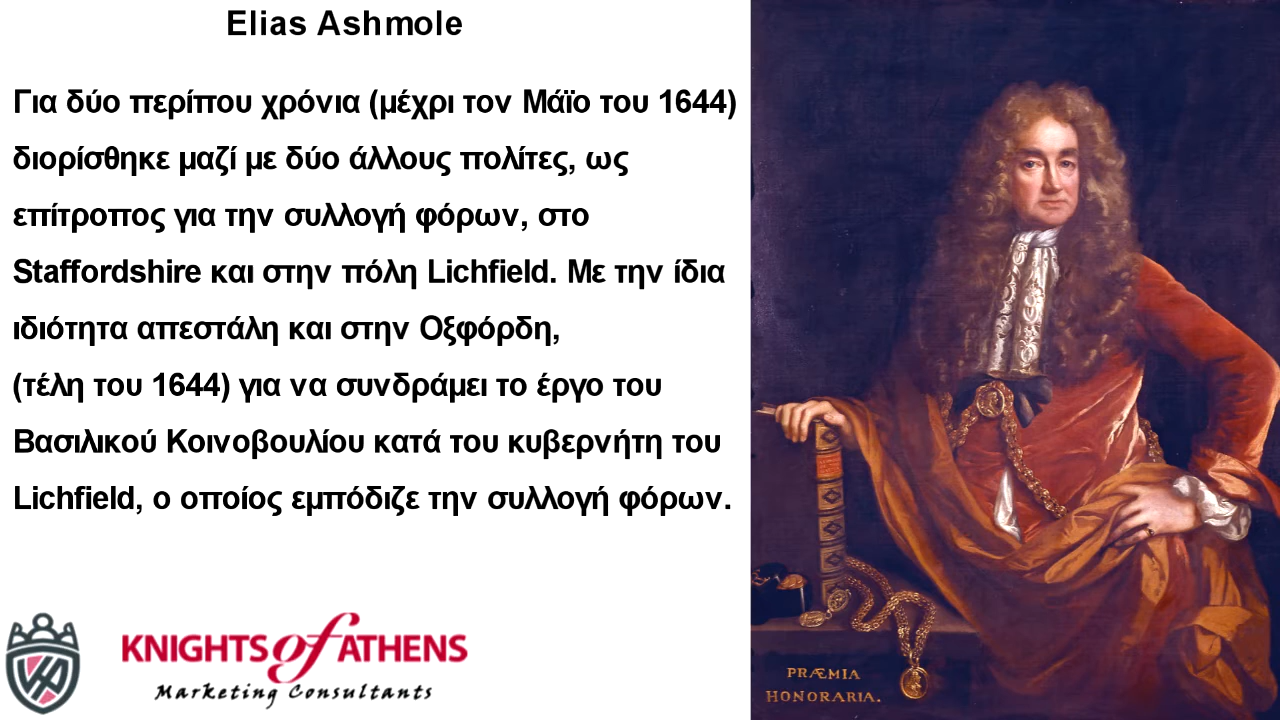 Elias Ashmole
Για δύο περίπου χρόνια (μέχρι τον Μάϊο του 1644)
διορίσθηκε μαζί με δύο άλλους πολίτες, ως
επίτροπος για την συλλογή φόρων, στο
Staffordshire και στην πόλη Lichfield. Με την ίδια
ιδιότητα απεστάλη και στην Οξφόρδη,
(τέλη του 1644) για να συνδράμει το έργο του
Βασιλικού Κοινοβουλίου κατά του κυβερνήτη του
Lichfield, ο οποίος εμπόδιζε την συλλογή φόρων.
KNIGHTS of ATHENS
Marketing Consultants
PRÆMIA
HONORARIA.